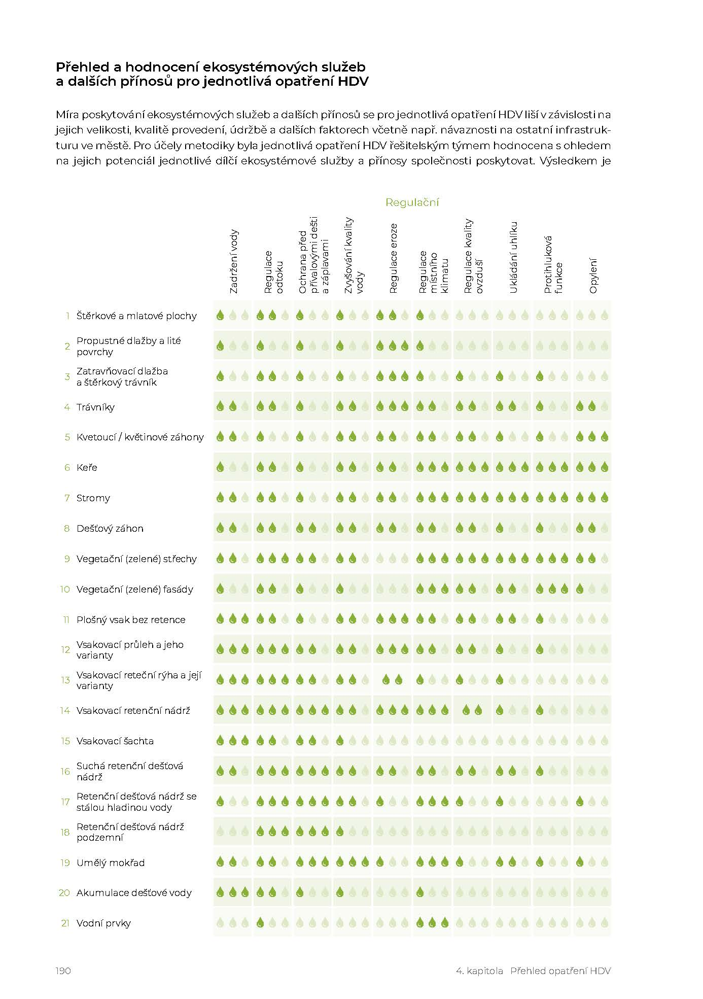 Přehled a hodnocení ekosystémových služeb
a dalších přínosů pro jednotlivá opatření HDV
Míra poskytování ekosystémových služeb a dalších přínosů se pro jednotlivá opatření HDV liší v závislosti na
jejich velikosti, kvalitě provedení, údržbě a dalších faktorech včetně např. návaznosti na ostatní infrastruk-
turu ve městě. Pro účely metodiky byla jednotlivá opatření HDV řešitelským týmem hodnocena s ohledem
na jejich potenciál jednotlivé dílčí ekosystémové služby a přínosy společnosti poskytovat. Výsledkem je
Regulační
Zadržení vody
Regulace
odtoku
Ochrana před
přívalovými dešti
a záplavami
Zvyšování kvality
vody
Regulace eroze
Regulace
místního
klimatu
Regulace kvality
ovzduší
Ukládání uhlíku
Protihluková
funkce
Opylení
1 Štěrkové a mlatové plochy
2 Propustné dlažby a lité
povrchy
3 Zatravňovací dlažba
a štěrkový trávník
4 Trávníky
5 Kvetoucí / květinové záhony
6 Keře
7 Stromy
8 Dešťový záhon
9 Vegetační (zelené) střechy
10 Vegetační (zelené) fasády
11 Plošný vsak bez retence
12 Vsakovací průleh a jeho
varianty
13 Vsakovací reteční rýha a její
varianty
14 Vsakovací retenční nádrž
15 Vsakovací šachta
16 Suchá retenční dešťová
nádrž
17 Retenční dešťová nádrž se
stálou hladinou vody
18 Retenční dešťová nádrž
podzemní
19 Umělý mokřad
20 Akumulace dešťové vody
21 Vodní prvky
190
4. kapitola Přehled opatření HDV